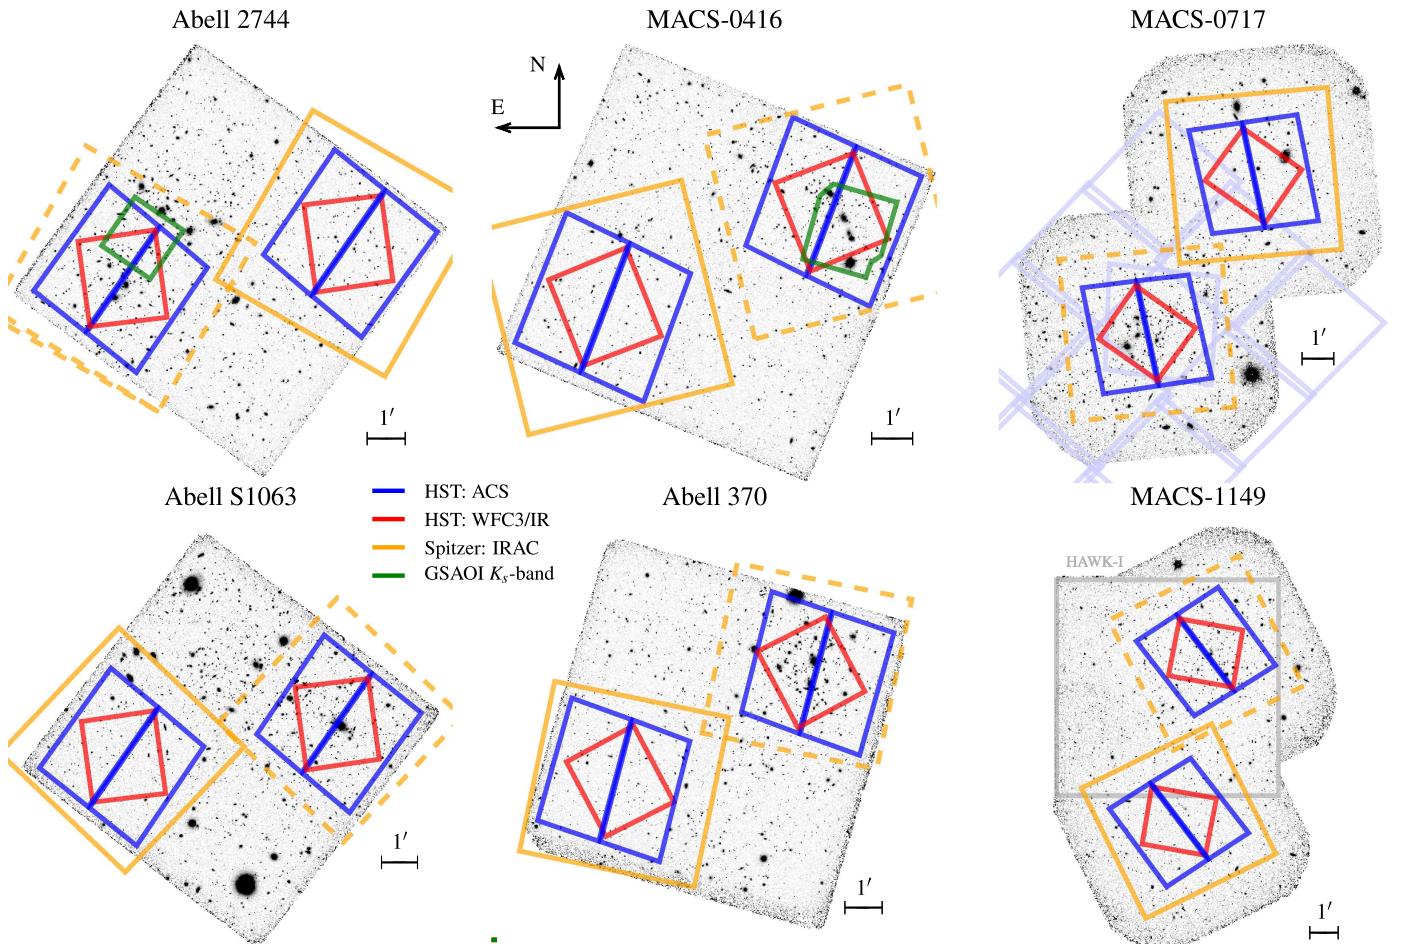 Abell 2744
MACS-0416
MACS-0717
N
E
1′
1′
1′
Abell S1063
HST: ACS
HST: WFC3/IR
Spitzer: IRAC
GSAOI Ks-band
Abell 370
MACS-1149
HAWK-I
1′
1′
1′